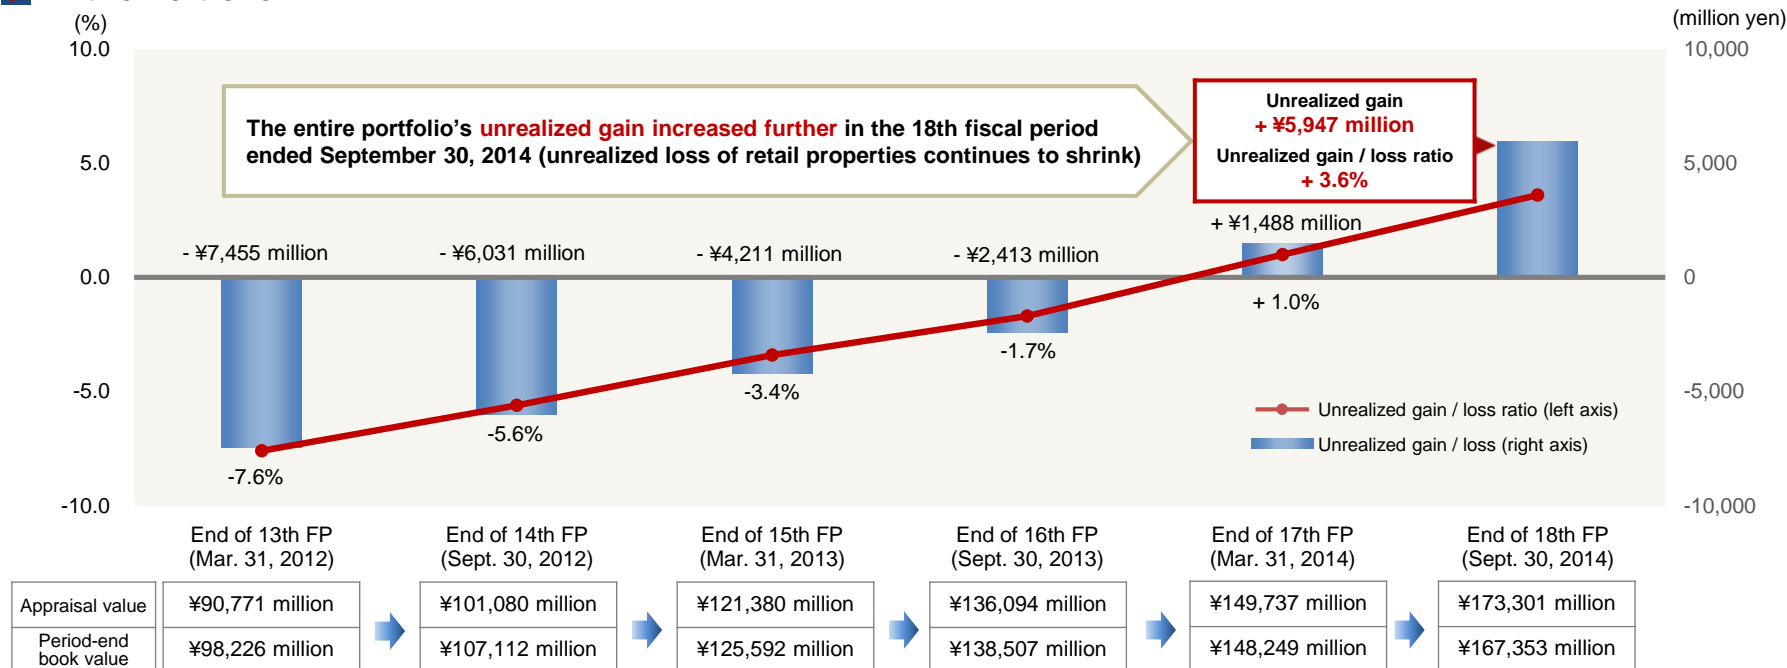 (%)
(million yen)
10.0
5.0
0.0
-5.0
-10.0
10,000
5,000
0
-5,000
-10,000
The entire portfolio's unrealized gain increased further in the 18th fiscal period
ended September 30, 2014 (unrealized loss of retail properties continues to shrink)
Unrealized gain
+ ¥5,947 million
Unrealized gain / loss ratio
+ 3.6%
- ¥7,455 million
- ¥6,031 million
- ¥4,211 million
- ¥2,413 million
+ ¥1,488 million
-7.6%
-5.6%
-3.4%
-1.7%
+ 1.0%
Unrealized gain / loss ratio (left axis)
Unrealized gain / loss (right axis)
End of 13th FP
(Mar. 31, 2012)
End of 14th FP
(Sept. 30, 2012)
End of 15th FP
(Mar. 31, 2013)
End of 16th FP
(Sept. 30, 2013)
End of 17th FP
(Mar. 31, 2014)
End of 18th FP
(Sept. 30, 2014)
Appraisal value
¥90,771 million
¥101,080 million
¥121,380 million
¥136,094 million
¥149,737 million
¥173,301 million
Period-end
book value
¥98,226 million
¥107,112 million
¥125,592 million
¥138,507 million
¥148,249 million
¥167,353 million